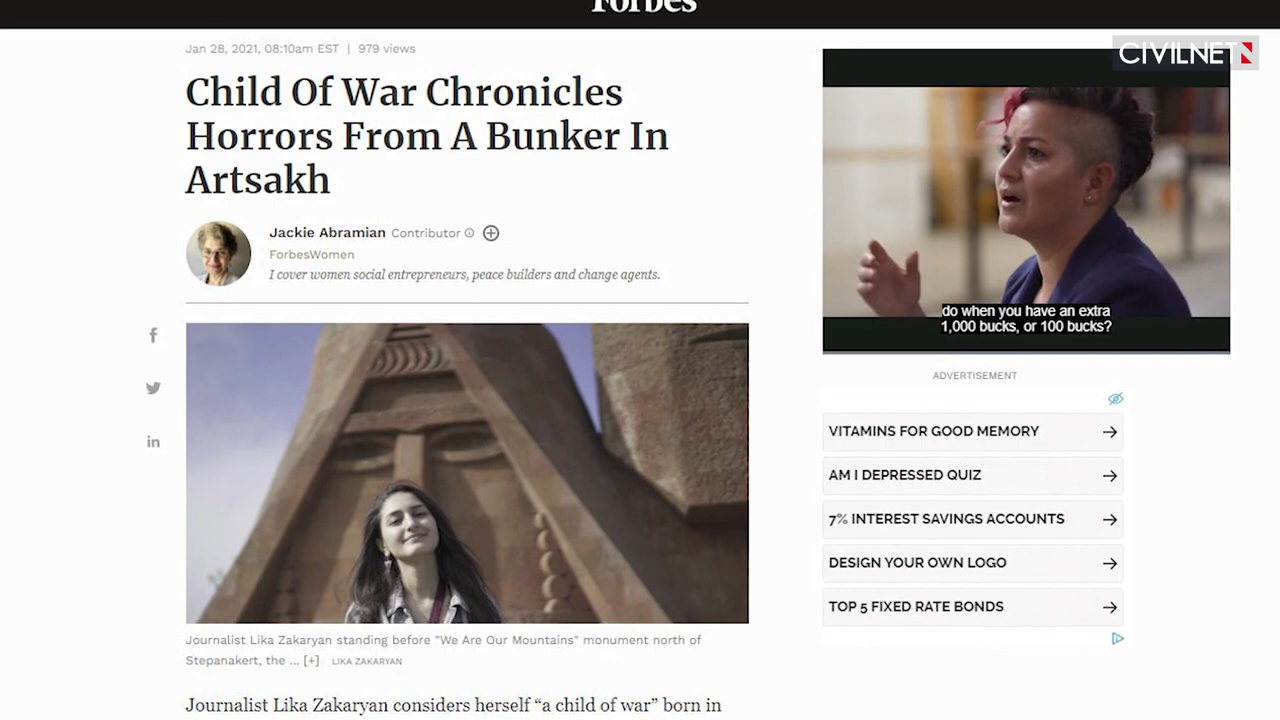 Forbes
Jan 28, 2021, 08:10am EST | 979 views
CIVILNET
Child Of War Chronicles
Horrors From A Bunker In
Artsakh
Jackie Abramian Contributor
ForbesWomen
I cover women social entrepreneurs, peace builders and change agents.
do when you have an extra
1,000 bucks, or 100 bucks?
ADVERTISEMENT
VITAMINS FOR GOOD MEMORY
AM I DEPRESSED QUIZ
7% INTEREST SAVINGS ACCOUNTS
DESIGN YOUR OWN LOGO
TOP 5 FIXED RATE BONDS
Journalist Lika Zakaryan standing before "We Are Our Mountains" monument north of
Stepanakert, the ... [+] LIKA ZAKARYAN
Journalist Lika Zakaryan considers herself “a child of war” born in